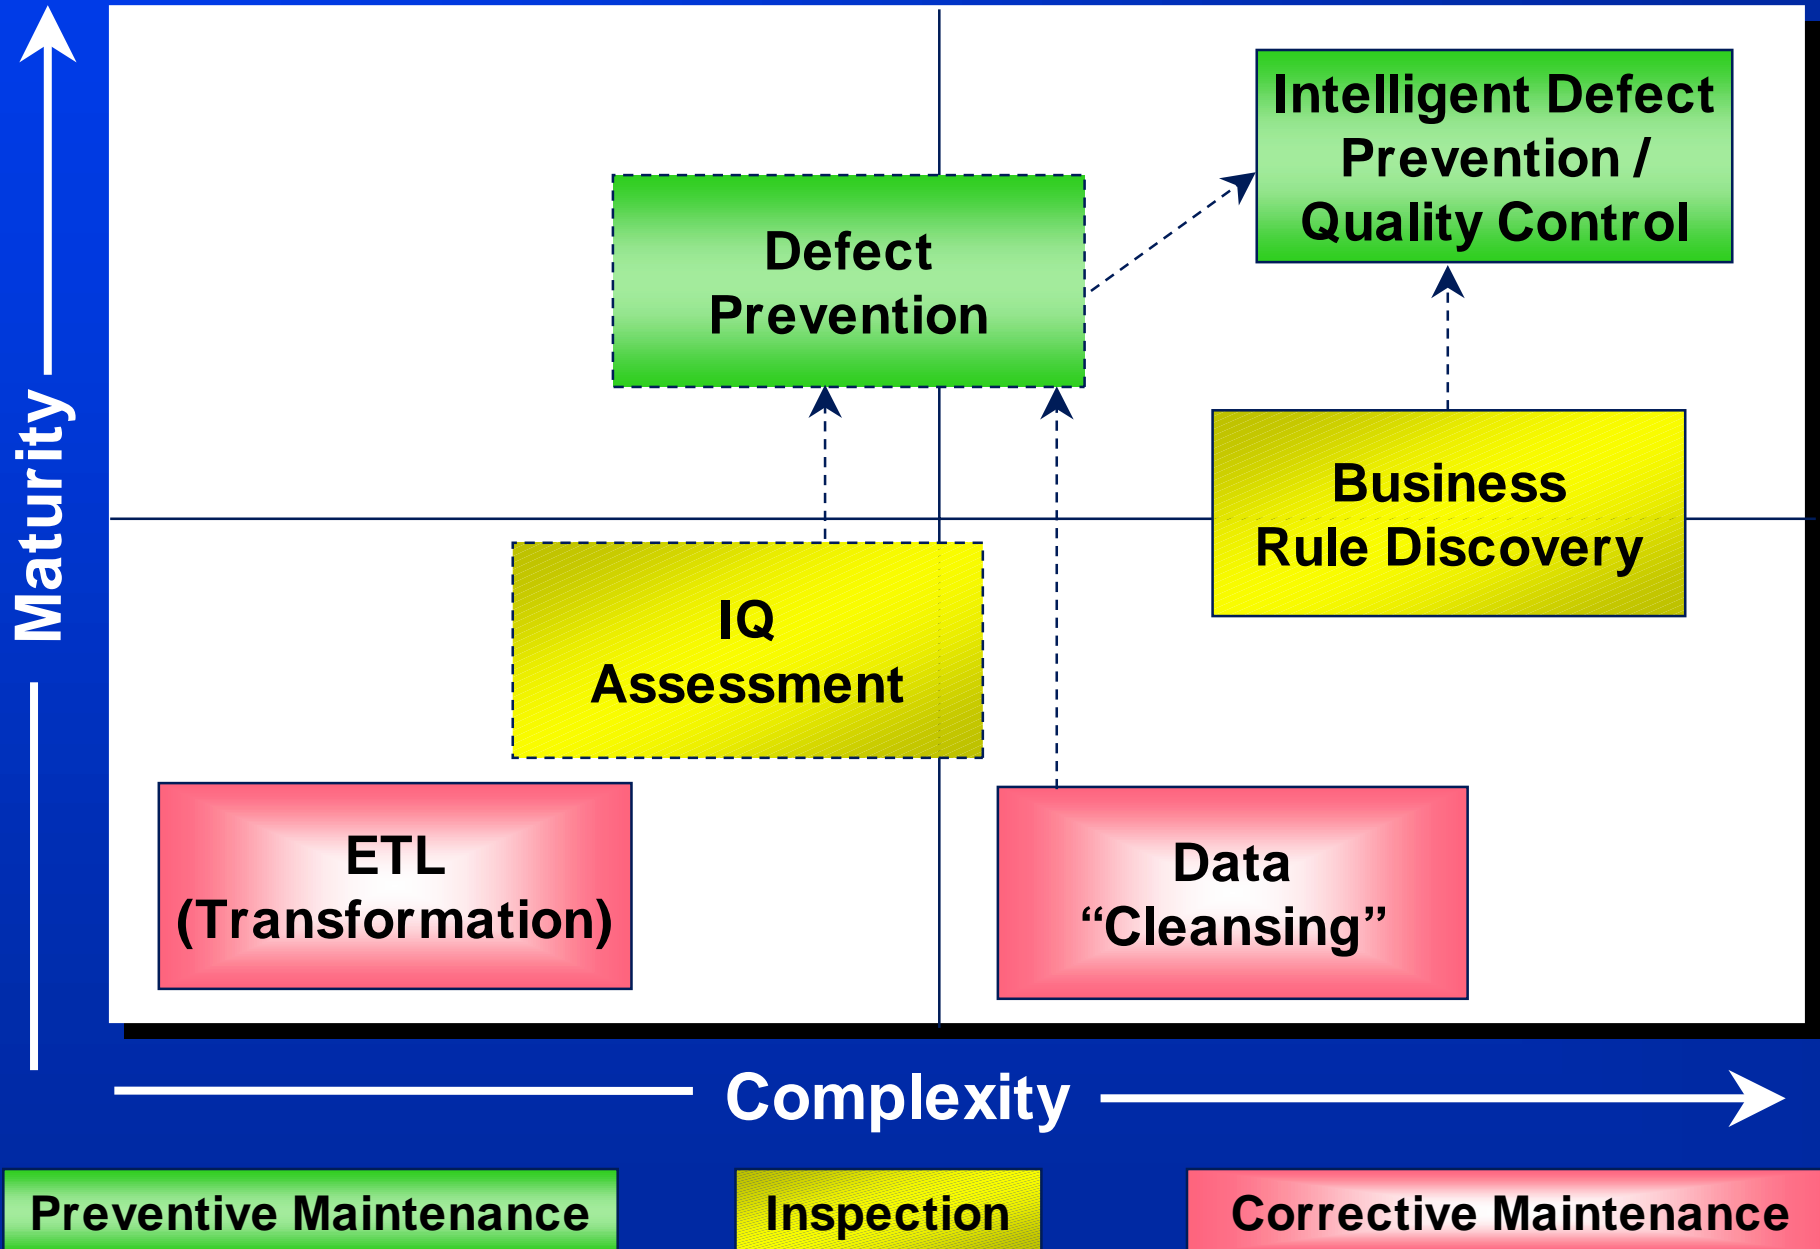 Maturity
Intelligent Defect
Prevention /
Quality Control
Defect
Prevention
Business
Rule Discovery
IQ
Assessment
ETL
(Transformation)
Data
“Cleansing”
Complexity
Preventive Maintenance
Inspection
Corrective Maintenance